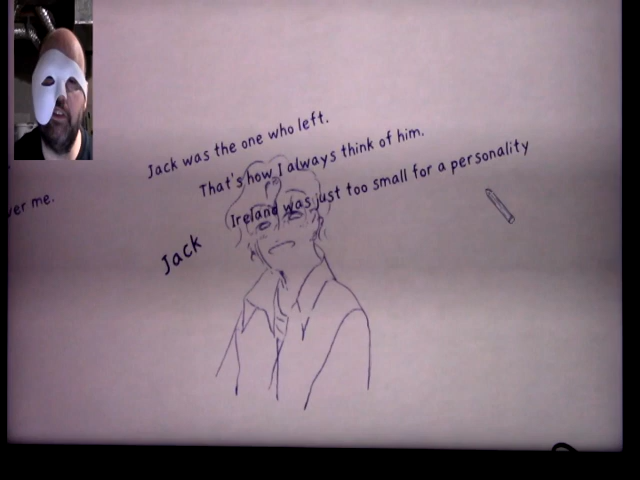 Jack was the one who left.
That's how I always think of him.
Ireland was just too small for a personality
ver me.
Jack